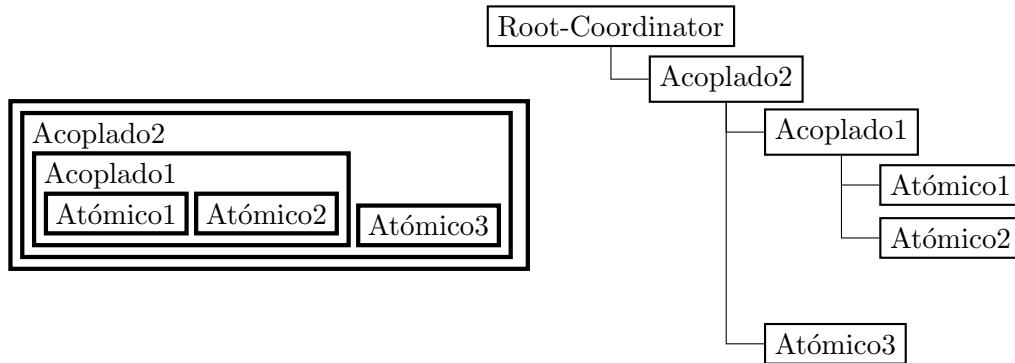 Acoplado2
Acoplado1
Atómico1 Atómico2
Atómico3
Root-Coordinator
Acoplado2
Acoplado1
Atómico1
Atómico2
Atómico3